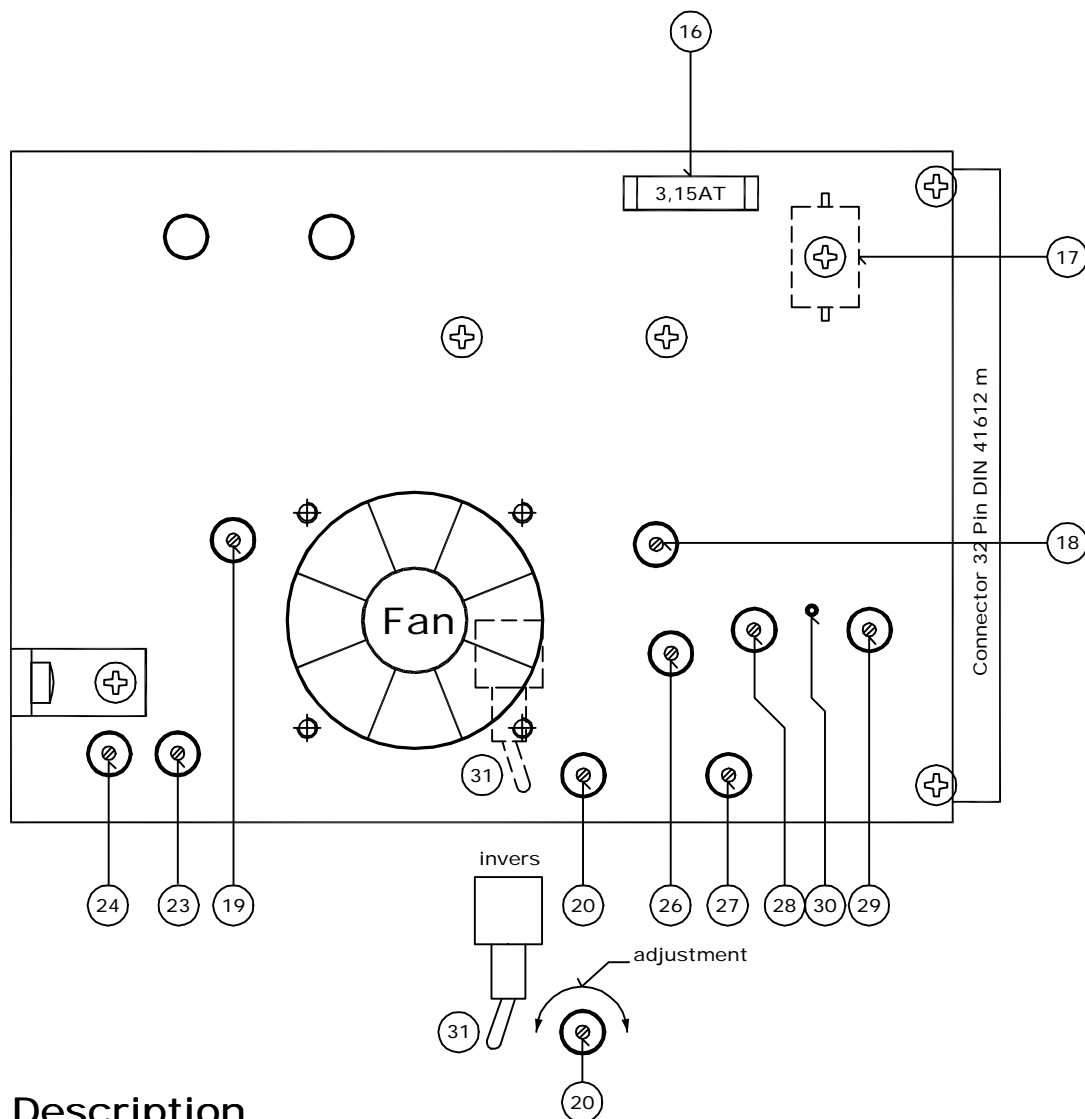 16
3,15AT
17
Connector 32 Pin DIN 41612 m
18
Fan
31
24
23
19
20
26
27
28
30
29
invers
adjustment
31
20
Description